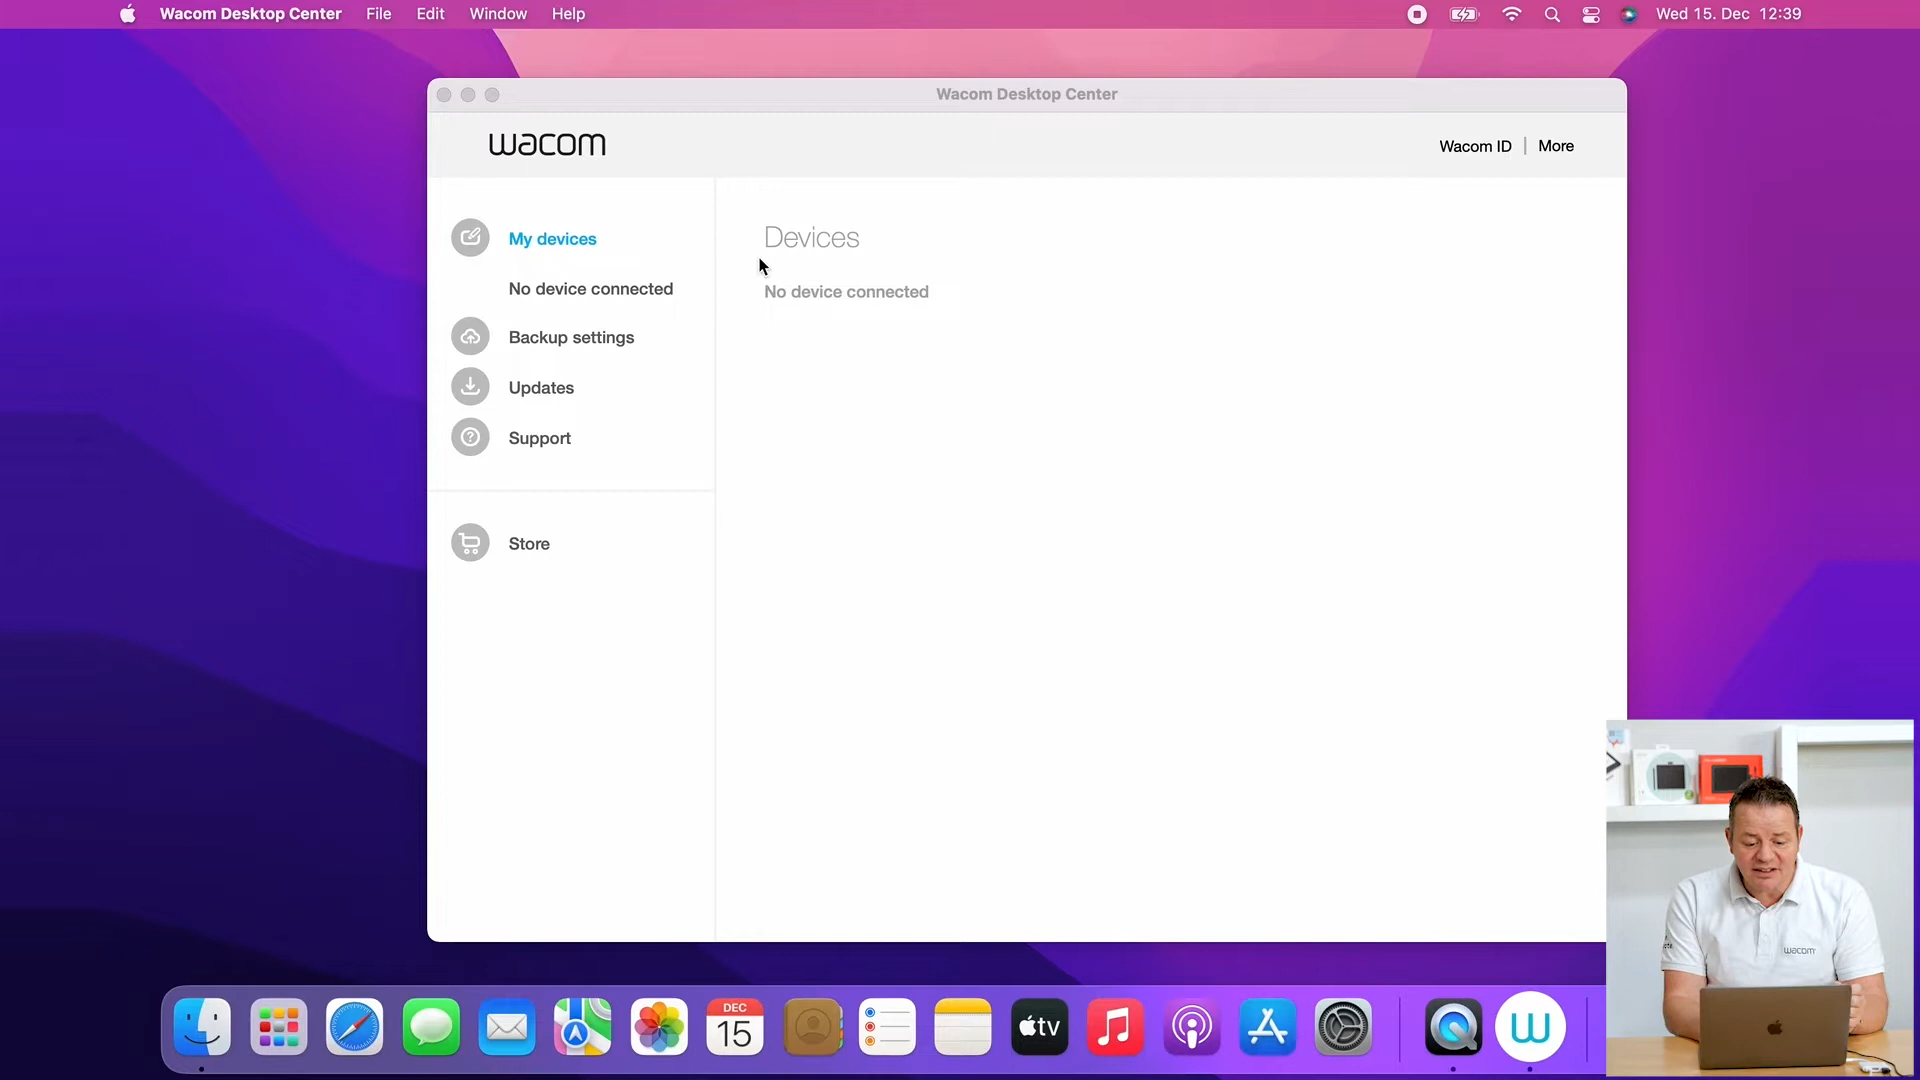 Wacom Desktop Center File Edit Window Help
Wed 15. Dec 12:39
Wacom Desktop Center
wacom
Wacom ID | More
My devices
No device connected
Backup settings
Updates
Support
Store
Devices
No device connected
DEC
15
tv
W
wacom